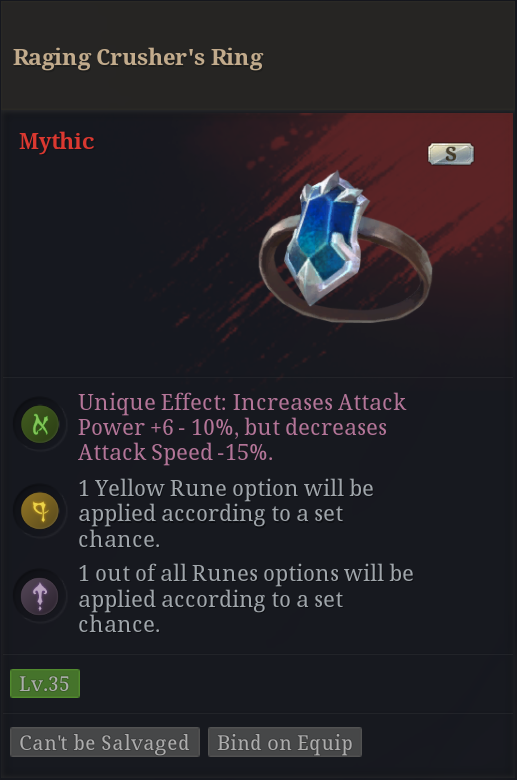 Raging Crusher's Ring
Mythic
S
Unique Effect: Increases Attack
Power +6 - 10%, but decreases
Attack Speed -15%.
1 Yellow Rune option will be
applied according to a set
chance.
1 out of all Runes options will be
applied according to a set
chance.
Lv.35
Can't be Salvaged
Bind on Equip